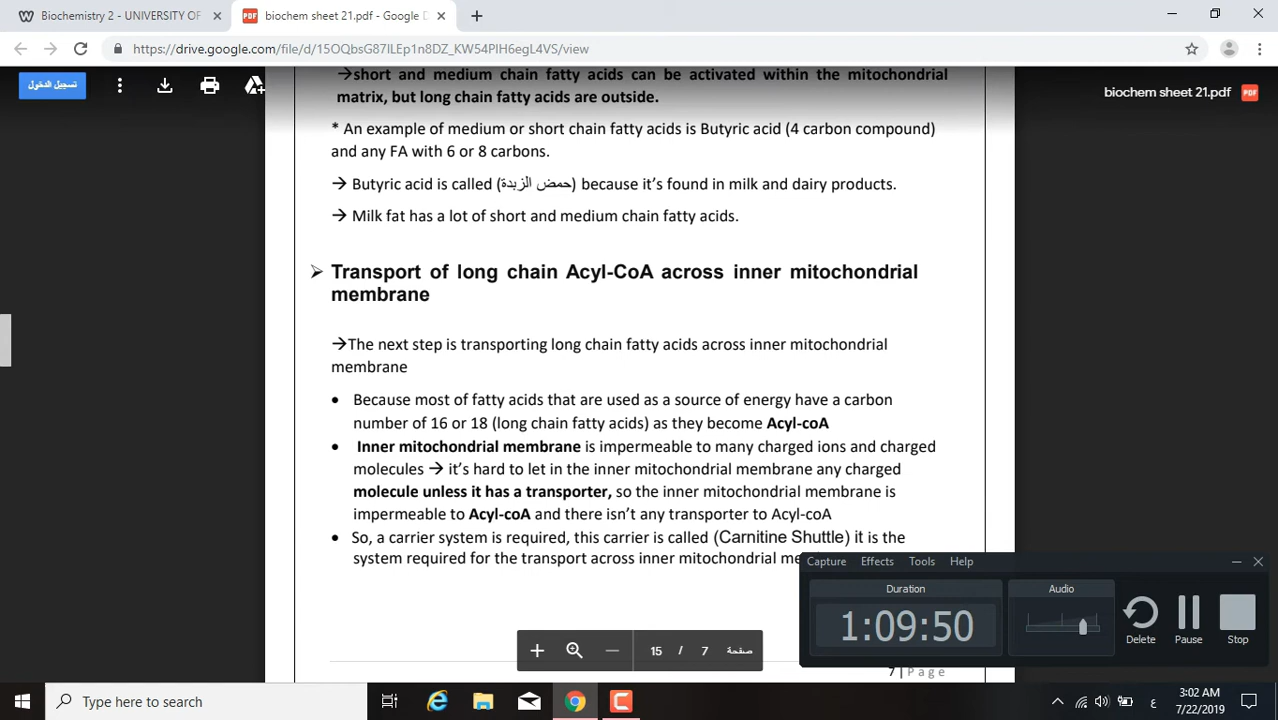 Biochemistry 2 - UNIVERSITY OF
biochem sheet 21.pdf - Google D
https://drive.google.com/file/d/15OQbsG87lLEp1n8DZ_KW54PlH6egL4VS/view
تسجيل الدخول
biochem sheet 21.pdf
PDF
→short and medium chain fatty acids can be activated within the mitochondrial
matrix, but long chain fatty acids are outside.
* An example of medium or short chain fatty acids is Butyric acid (4 carbon compound)
and any FA with 6 or 8 carbons.
→ Butyric acid is called (حمض الزبدة) because it's found in milk and dairy products.
→ Milk fat has a lot of short and medium chain fatty acids.
➢ Transport of long chain Acyl-CoA across inner mitochondrial
membrane
→The next step is transporting long chain fatty acids across inner mitochondrial
membrane
• Because most of fatty acids that are used as a source of energy have a carbon
number of 16 or 18 (long chain fatty acids) as they become Acyl-coA
• Inner mitochondrial membrane is impermeable to many charged ions and charged
molecules → it's hard to let in the inner mitochondrial membrane any charged
molecule unless it has a transporter, so the inner mitochondrial membrane is
impermeable to Acyl-coA and there isn't any transporter to Acyl-coA
• So, a carrier system is required, this carrier is called (Carnitine Shuttle) it is the
system required for the transport across inner mitochondrial
Capture Effects Tools Help
Duration
Audio
1:09:50
Delete
Pause
Stop
صفحة 7 / 15
7 | Page
Type here to search
ع
3:02 AM
7/22/2019